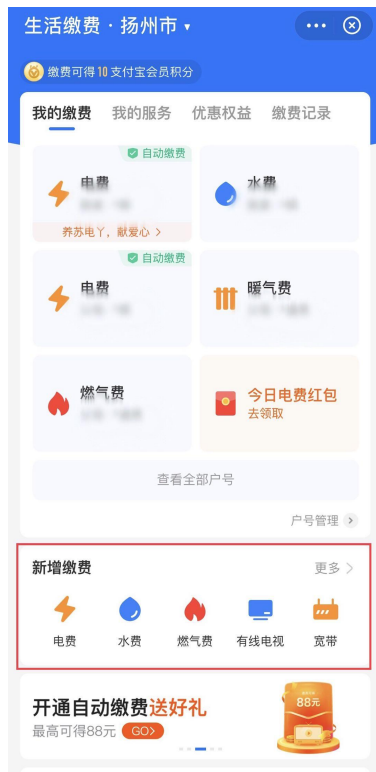 生活缴费 · 扬州市
缴费可得10支付宝会员积分
我的缴费 我的服务 优惠权益 缴费记录
自动缴费
电费
养苏电丫，献爱心
水费
自动缴费
电费
暖气费
燃气费
今日电费红包
去领取
查看全部户号
户号管理
新增缴费 更多
电费 水费 燃气费 有线电视 宽带
开通自动缴费送好礼
最高可得88元 GO
88元